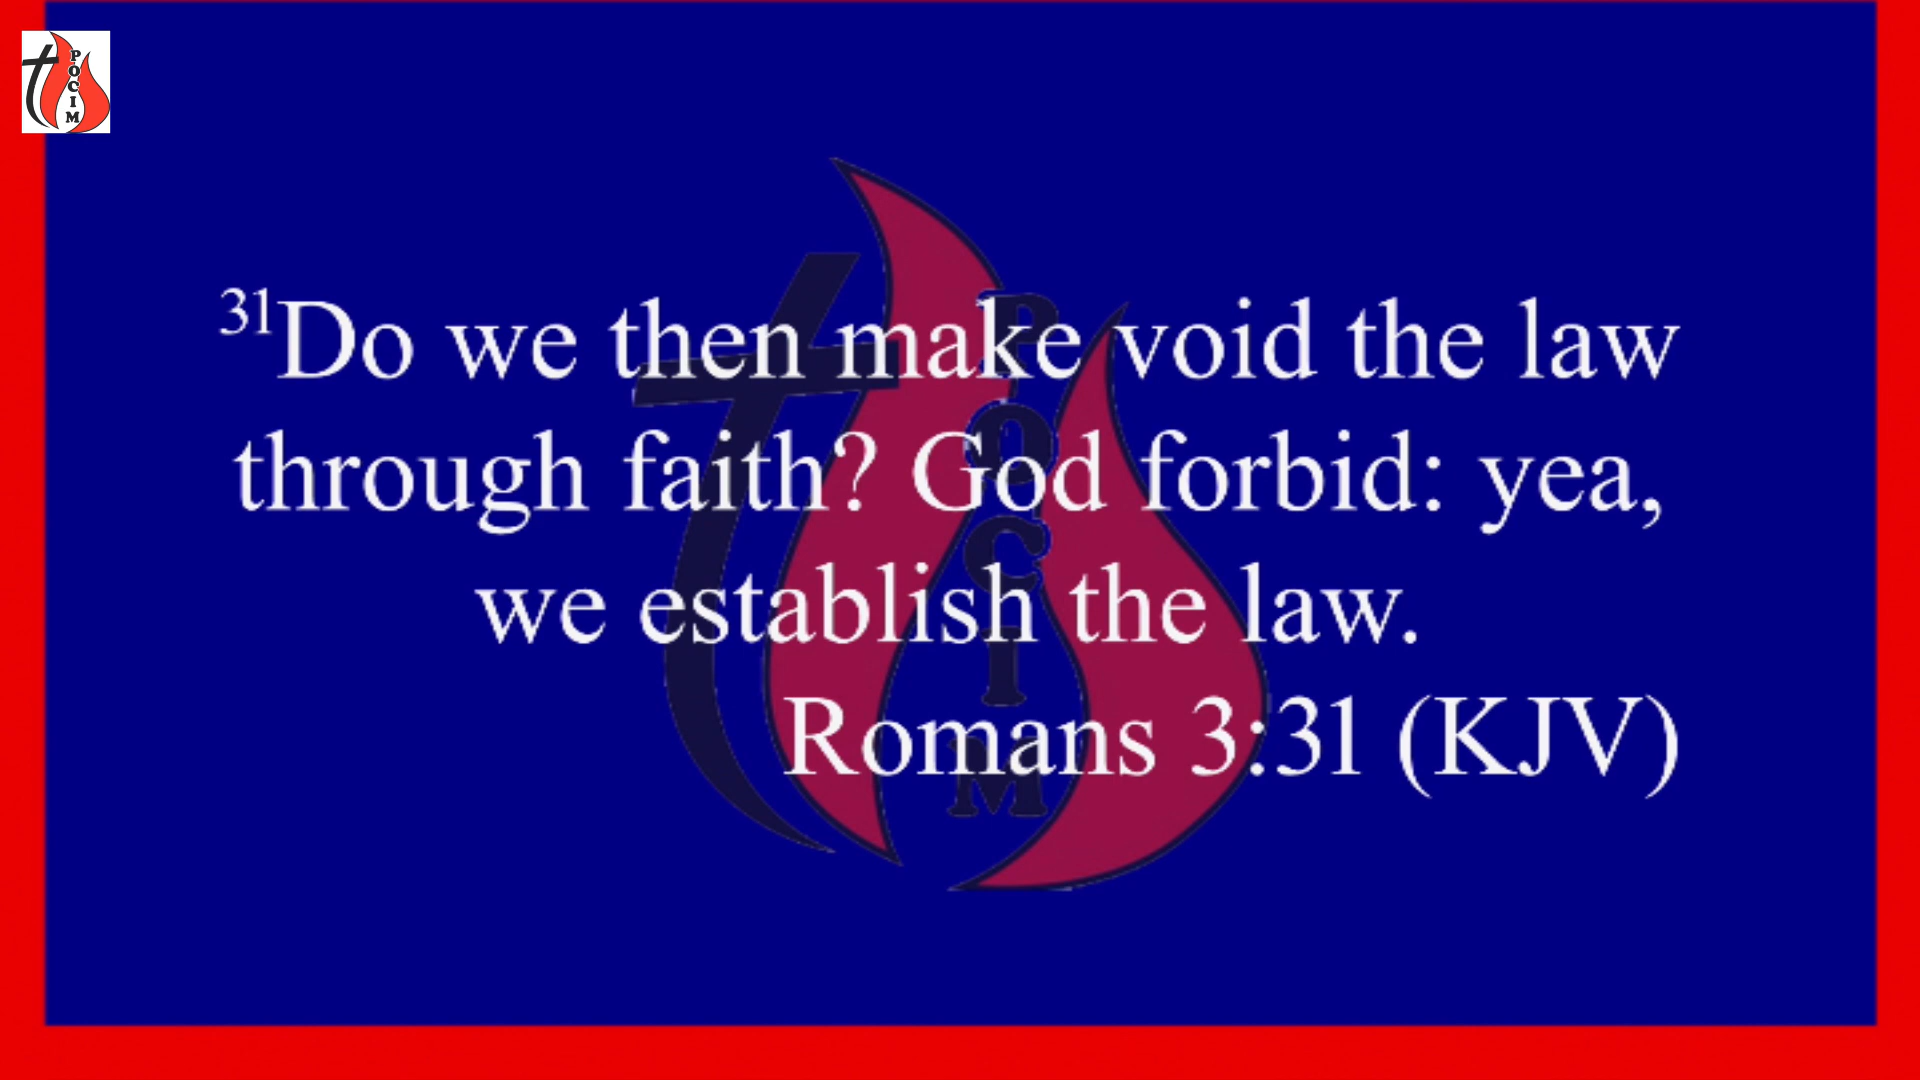 P
O
C
I
M
31Do we then make void the law
through faith? God forbid: yea,
we establish the law.
Romans 3:31 (KJV)
P
O
C
I
M